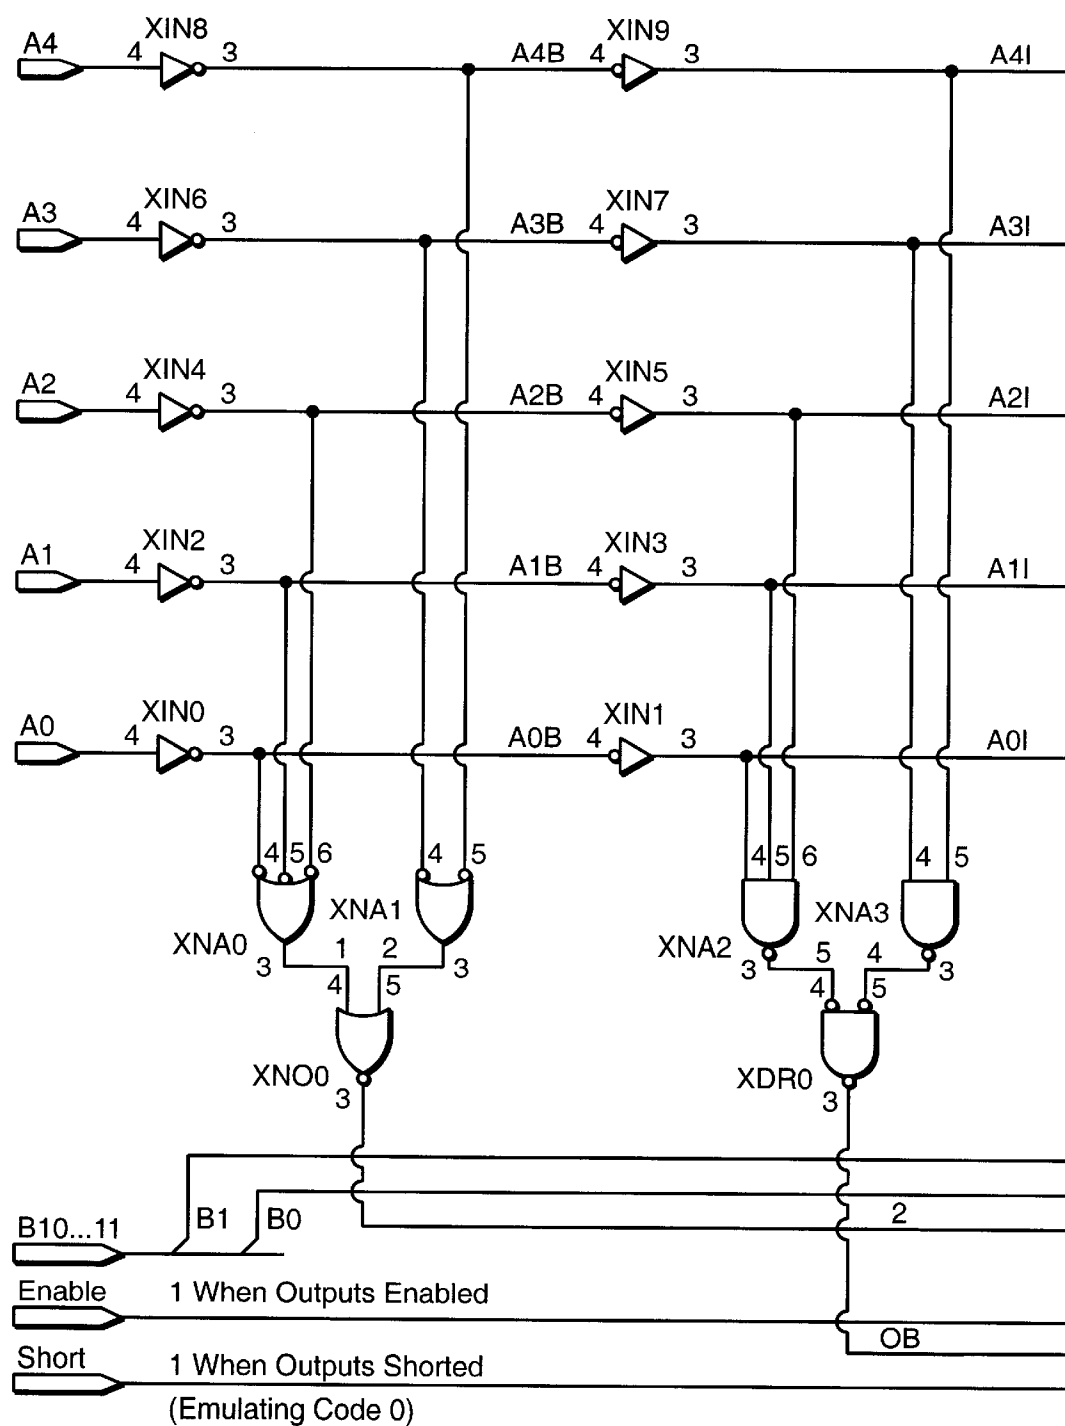 XIN8 XIN9
A4 4 3 A4B 4 3 A4I
XIN6 XIN7
A3 4 3 A3B 4 3 A3I
XIN4 XIN5
A2 4 3 A2B 4 3 A2I
XIN2 XIN3
A1 4 3 A1B 4 3 A1I
XIN0 XIN1
A0 4 3 A0B 4 3 A0I
4 5 6 4 5 4 5 6 4 5
XNA1 XNA3
XNA0 3 1 2 3 XNA2 3 5 4 3
4 5 4 5
XNO0 3 XDR0 3
B1 B0 2
B10...11
Enable 1 When Outputs Enabled
OB
Short 1 When Outputs Shorted
(Emulating Code 0)